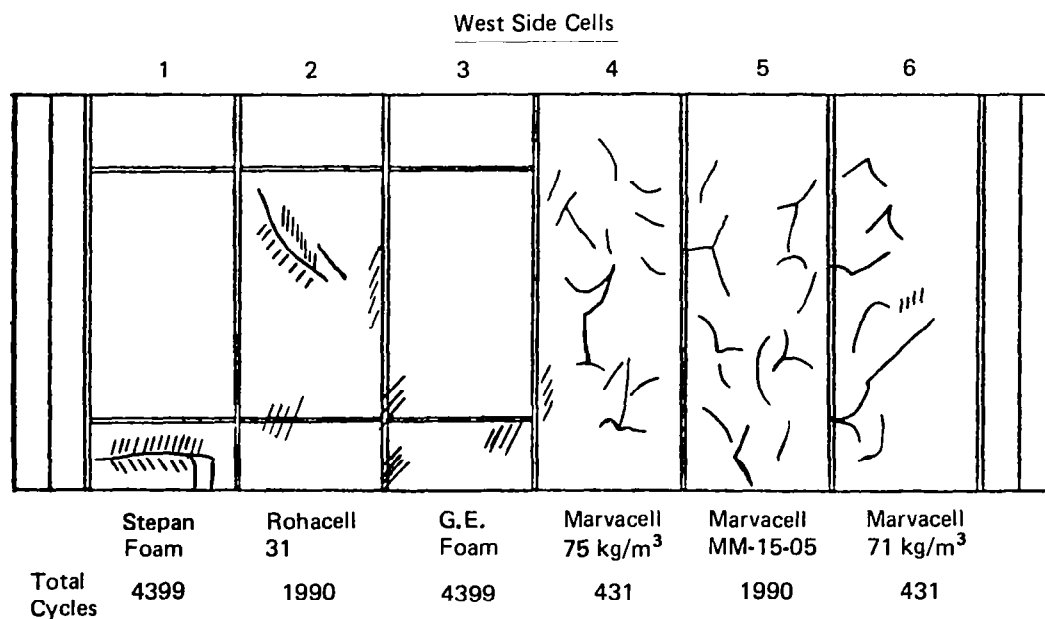 West Side Cells
1 2 3 4 5 6
Stepan Rohacell G.E. Marvacell Marvacell Marvacell
Foam 31 Foam 75 kg/m³ MM-15-05 71 kg/m³
Total
Cycles 4399 1990 4399 431 1990 431